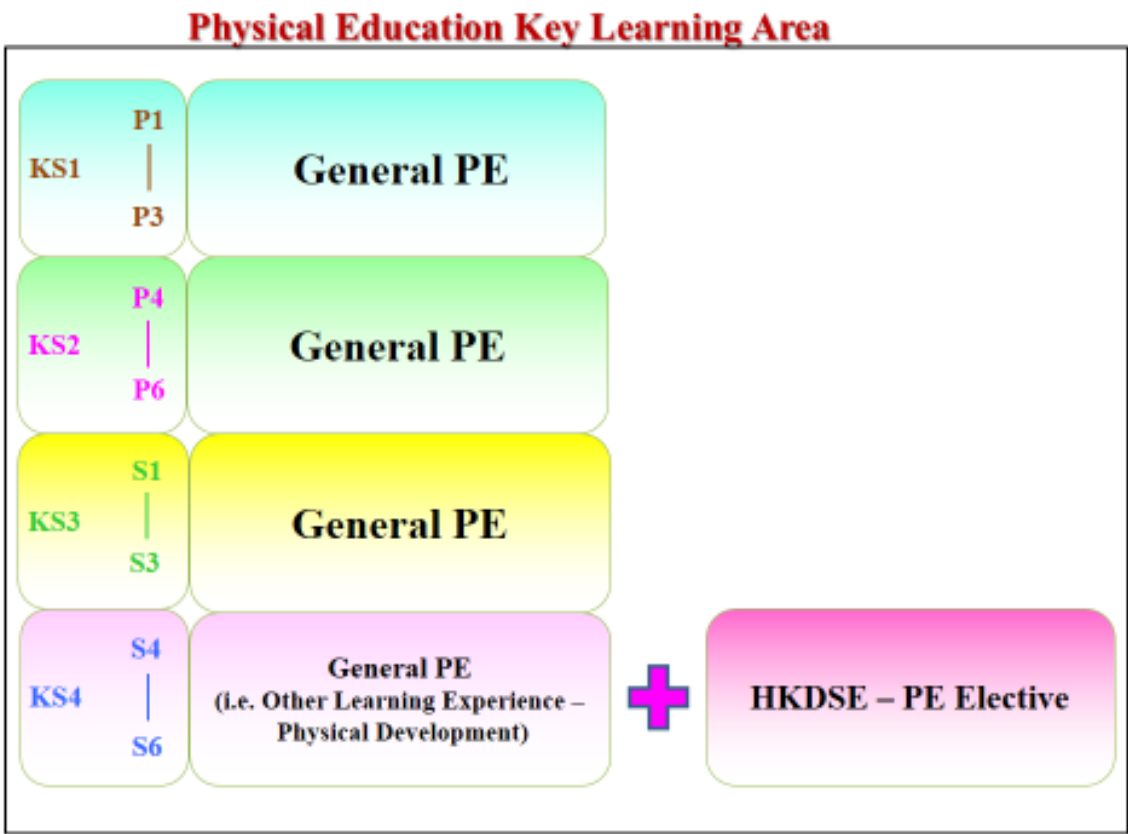 Physical Education Key Learning Area
P1
KS1
P3
General PE
P4
KS2
P6
General PE
S1
KS3
S3
General PE
S4
KS4
S6
General PE
(i.e. Other Learning Experience –
Physical Development)
HKDSE – PE Elective